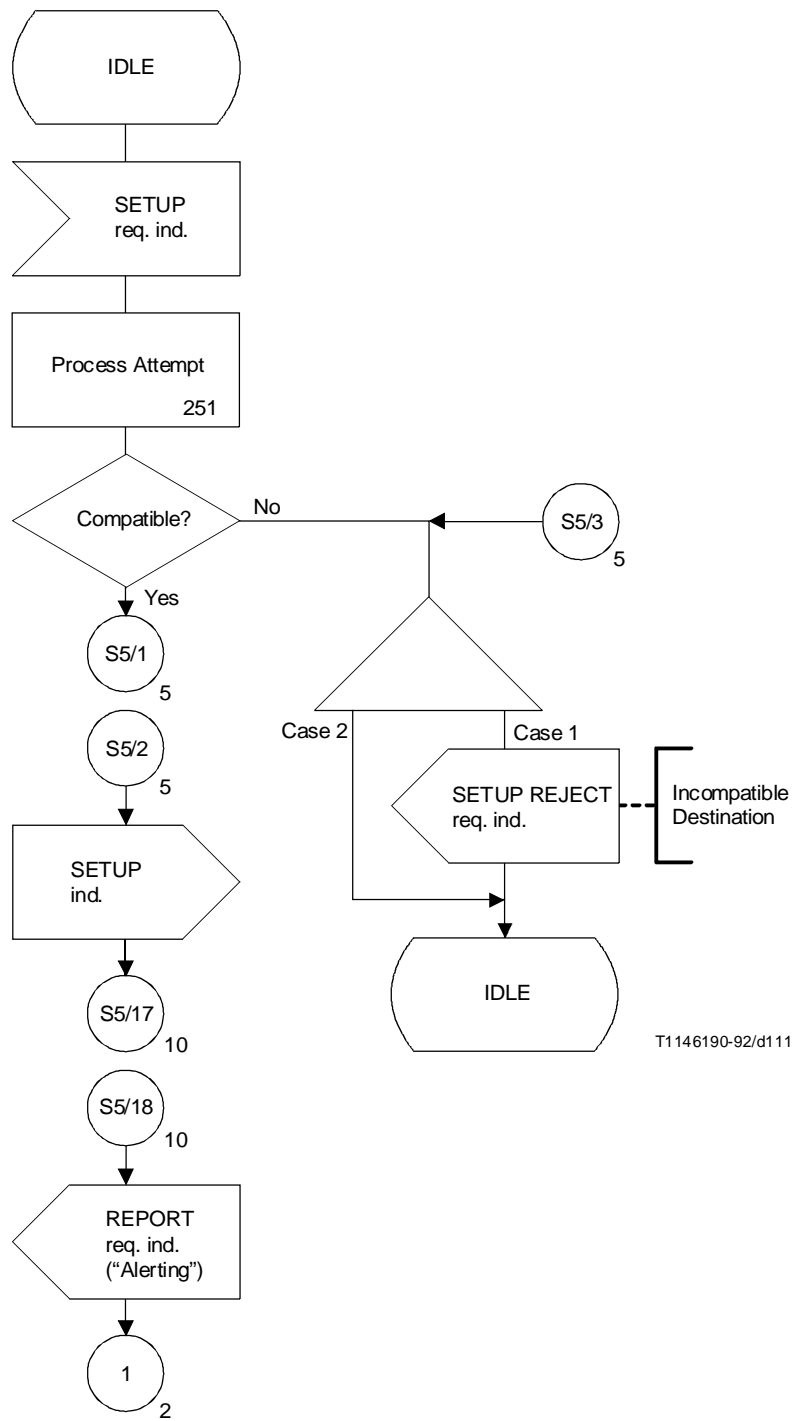 IDLE
SETUP
req. ind.
Process Attempt
251
Compatible?
No
Yes
S5/3
5
S5/1
5
S5/2
5
Case 2
Case 1
SETUP REJECT
req. ind.
Incompatible
Destination
SETUP
ind.
IDLE
S5/17
10
T1146190-92/d111
S5/18
10
REPORT
req. ind.
(“Alerting”)
1
2